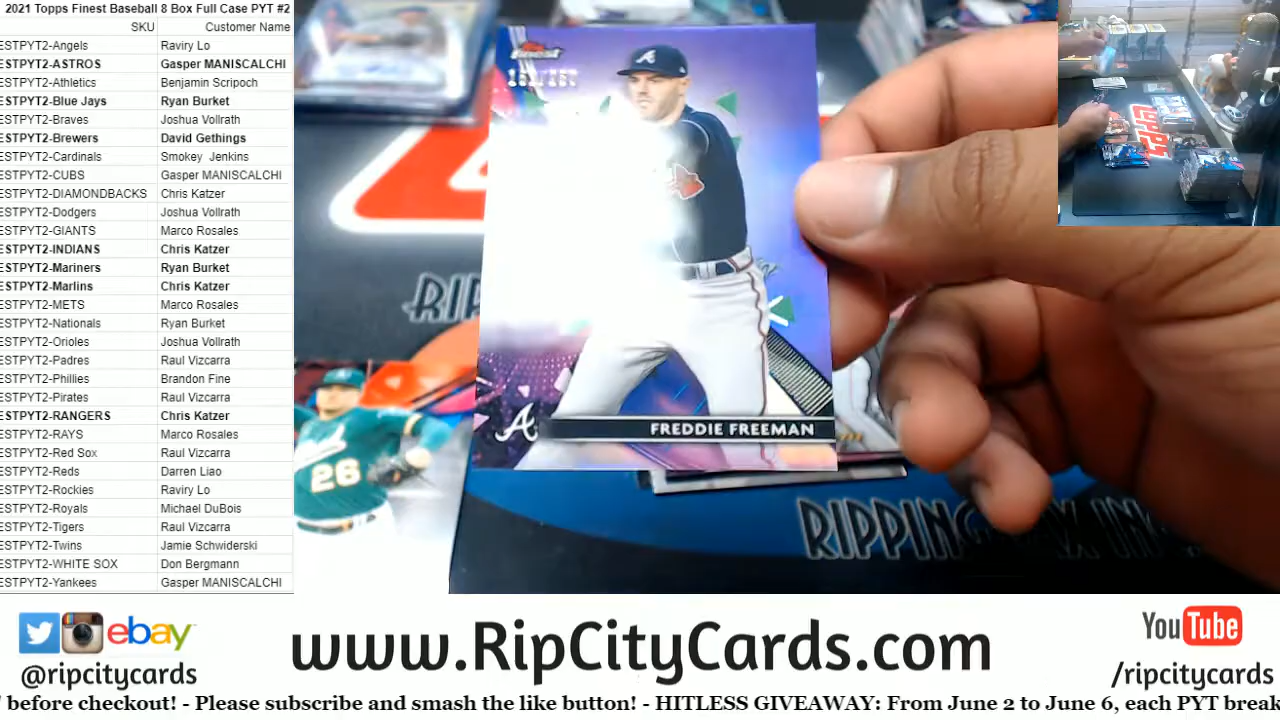 2021 Topps Finest Baseball 8 Box Full Case PYT #2
SKU Customer Name
ESTPYT2-Angels Raviry Lo
ESTPYT2-ASTROS Gasper MANISCALCHI
ESTPYT2-Athletics Benjamin Scripoch
ESTPYT2-Blue Jays Ryan Burket
ESTPYT2-Braves Joshua Vollrath
ESTPYT2-Brewers David Gethings
ESTPYT2-Cardinals Smokey Jenkins
ESTPYT2-CUBS Gasper MANISCALCHI
ESTPYT2-DIAMONDBACKS Chris Katzer
ESTPYT2-Dodgers Joshua Vollrath
ESTPYT2-GIANTS Marco Rosales
ESTPYT2-INDIANS Chris Katzer
ESTPYT2-Mariners Ryan Burket
ESTPYT2-Marlins Chris Katzer
ESTPYT2-METS Marco Rosales
ESTPYT2-Nationals Ryan Burket
ESTPYT2-Orioles Joshua Vollrath
ESTPYT2-Padres Raul Vizcarra
ESTPYT2-Phillies Brandon Fine
ESTPYT2-Pirates Raul Vizcarra
ESTPYT2-RANGERS Chris Katzer
ESTPYT2-RAYS Marco Rosales
ESTPYT2-Red Sox Raul Vizcarra
ESTPYT2-Reds Darren Liao
ESTPYT2-Rockies Raviry Lo
ESTPYT2-Royals Michael DuBois
ESTPYT2-Tigers Raul Vizcarra
ESTPYT2-Twins Jamie Schwiderski
ESTPYT2-WHITE SOX Don Bergmann
ESTPYT2-Yankees Gasper MANISCALCHI
Finest
A
A
FREDDIE FREEMAN
RIP
26
RIPPING
TOPPS
ebay
@ripcitycards
www.RipCityCards.com
YouTube
/ripcitycards
before checkout! - Please subscribe and smash the like button! - HITLESS GIVEAWAY: From June 2 to June 6, each PYT break